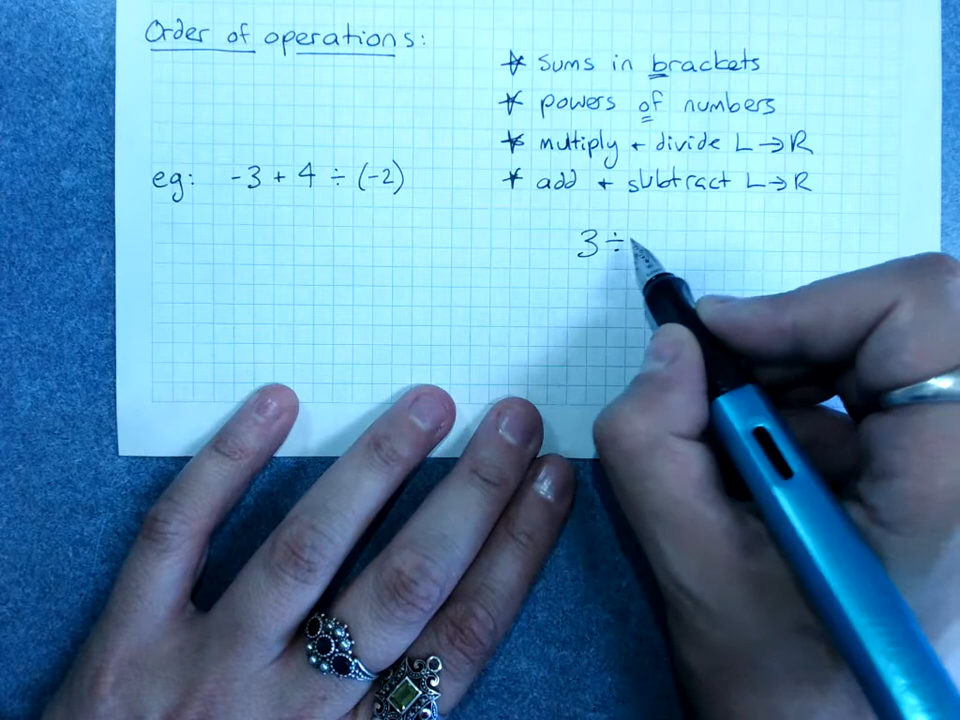 Order of operations:
* sums in brackets
* powers of numbers
* multiply + divide L→R
* add + subtract L→R
eg: -3 + 4 ÷ (-2)
3 ÷